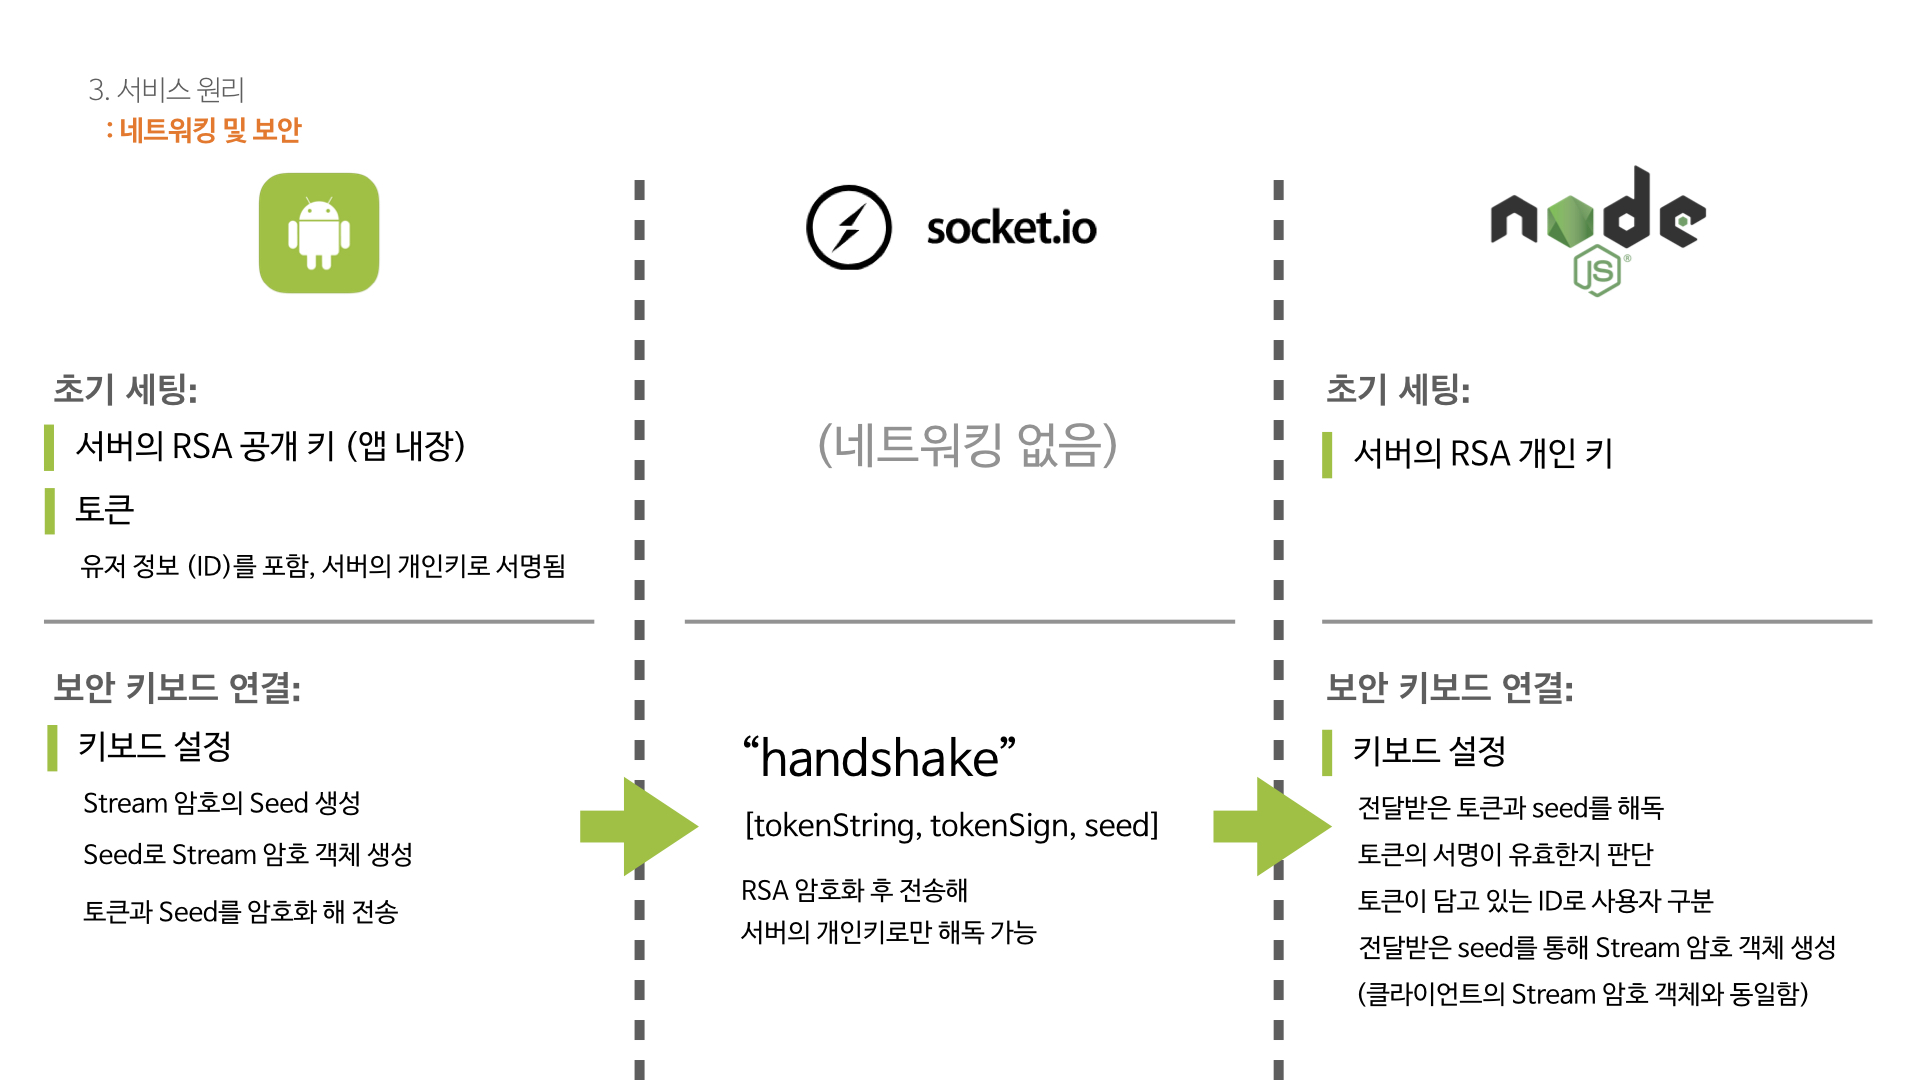 3. 서비스 원리
: 네트워킹 및 보안
socket.io
node
JS®
초기 세팅:
서버의 RSA 공개 키 (앱 내장)
토큰
유저 정보 (ID)를 포함, 서버의 개인키로 서명됨
(네트워킹 없음)
초기 세팅:
서버의 RSA 개인 키
보안 키보드 연결:
키보드 설정
Stream 암호의 Seed 생성
Seed로 Stream 암호 객체 생성
토큰과 Seed를 암호화 해 전송
“handshake”
[tokenString, tokenSign, seed]
RSA 암호화 후 전송해
서버의 개인키로만 해독 가능
보안 키보드 연결:
키보드 설정
전달받은 토큰과 seed를 해독
토큰의 서명이 유효한지 판단
토큰이 담고 있는 ID로 사용자 구분
전달받은 seed를 통해 Stream 암호 객체 생성
(클라이언트의 Stream 암호 객체와 동일함)